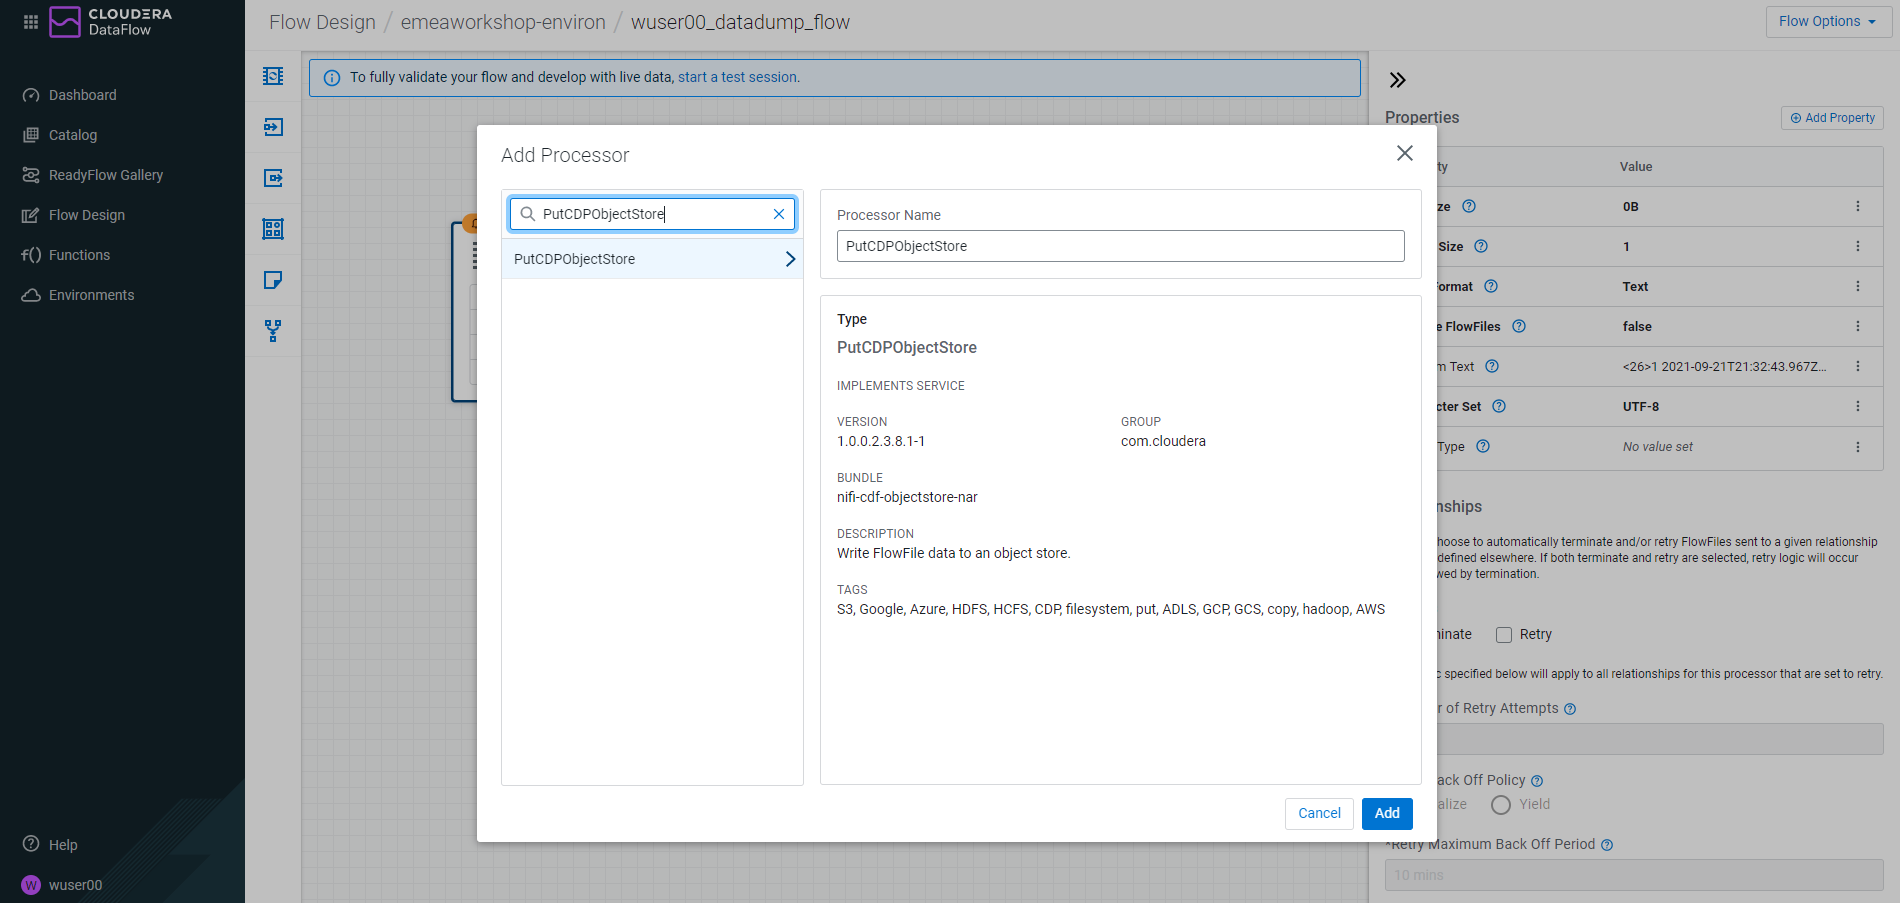 CLOUDERA
DataFlow
Dashboard
Catalog
ReadyFlow Gallery
Flow Design
Functions
Environments
Help
W
wuser00
Flow Design / emeaworkshop-environ / wuser00_datadump_flow
Flow Options
To fully validate your flow and develop with live data, start a test session.
Add Processor
PutCDPObjectStore
PutCDPObjectStore
Processor Name
PutCDPObjectStore
Type
PutCDPObjectStore
IMPLEMENTS SERVICE
VERSION
1.0.0.2.3.8.1-1
GROUP
com.cloudera
BUNDLE
nifi-cdf-objectstore-nar
DESCRIPTION
Write FlowFile data to an object store.
TAGS
S3, Google, Azure, HDFS, HCFS, CDP, filesystem, put, ADLS, GCP, GCS, copy, hadoop, AWS
Cancel
Add
Properties
Add Property
ty Value
ze 0B
Size 1
ormat Text
e FlowFiles false
m Text <26>1 2021-09-21T21:32:43.967Z...
cter Set UTF-8
Type No value set
nships
hoose to automatically terminate and/or retry FlowFiles sent to a given relationship
defined elsewhere. If both terminate and retry are selected, retry logic will occur
wed by termination.
inate Retry
c specified below will apply to all relationships for this processor that are set to retry.
r of Retry Attempts
ack Off Policy
alize Yield
*Retry Maximum Back Off Period
10 mins